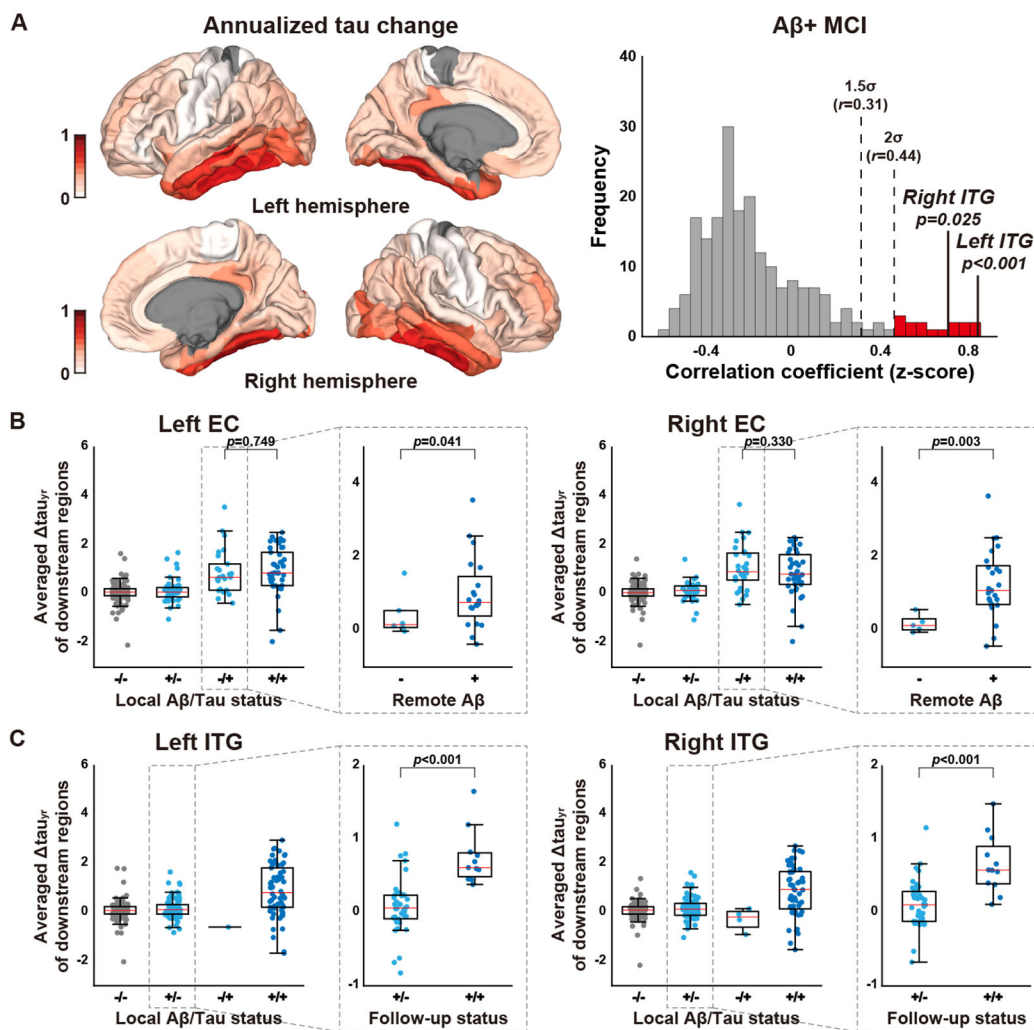 A
Annualized tau change
Aβ+ MCI
1
0
Left hemisphere
1
0
Right hemisphere
40
30
20
10
0
Frequency
1.5σ
(r=0.31)
2σ
(r=0.44)
Right ITG
p=0.025
Left ITG
p<0.001
-0.4
0
0.4
0.8
Correlation coefficient (z-score)
B
Left EC
6
4
2
0
-2
Averaged Δtauyr
of downstream regions
p=0.749
-/-
+/-
-/+
+/+
Local Aβ/Tau status
4
2
0
p=0.041
-
+
Remote Aβ
Right EC
6
4
2
0
-2
Averaged Δtauyr
of downstream regions
p=0.330
-/-
+/-
-/+
+/+
Local Aβ/Tau status
4
2
0
p=0.003
-
+
Remote Aβ
C
Left ITG
6
4
2
0
-2
Averaged Δtauyr
of downstream regions
-/-
+/-
-/+
+/+
Local Aβ/Tau status
2
1
0
-1
p<0.001
+/-
+/+
Follow-up status
Right ITG
6
4
2
0
-2
Averaged Δtauyr
of downstream regions
-/-
+/-
-/+
+/+
Local Aβ/Tau status
2
1
0
-1
p<0.001
+/-
+/+
Follow-up status